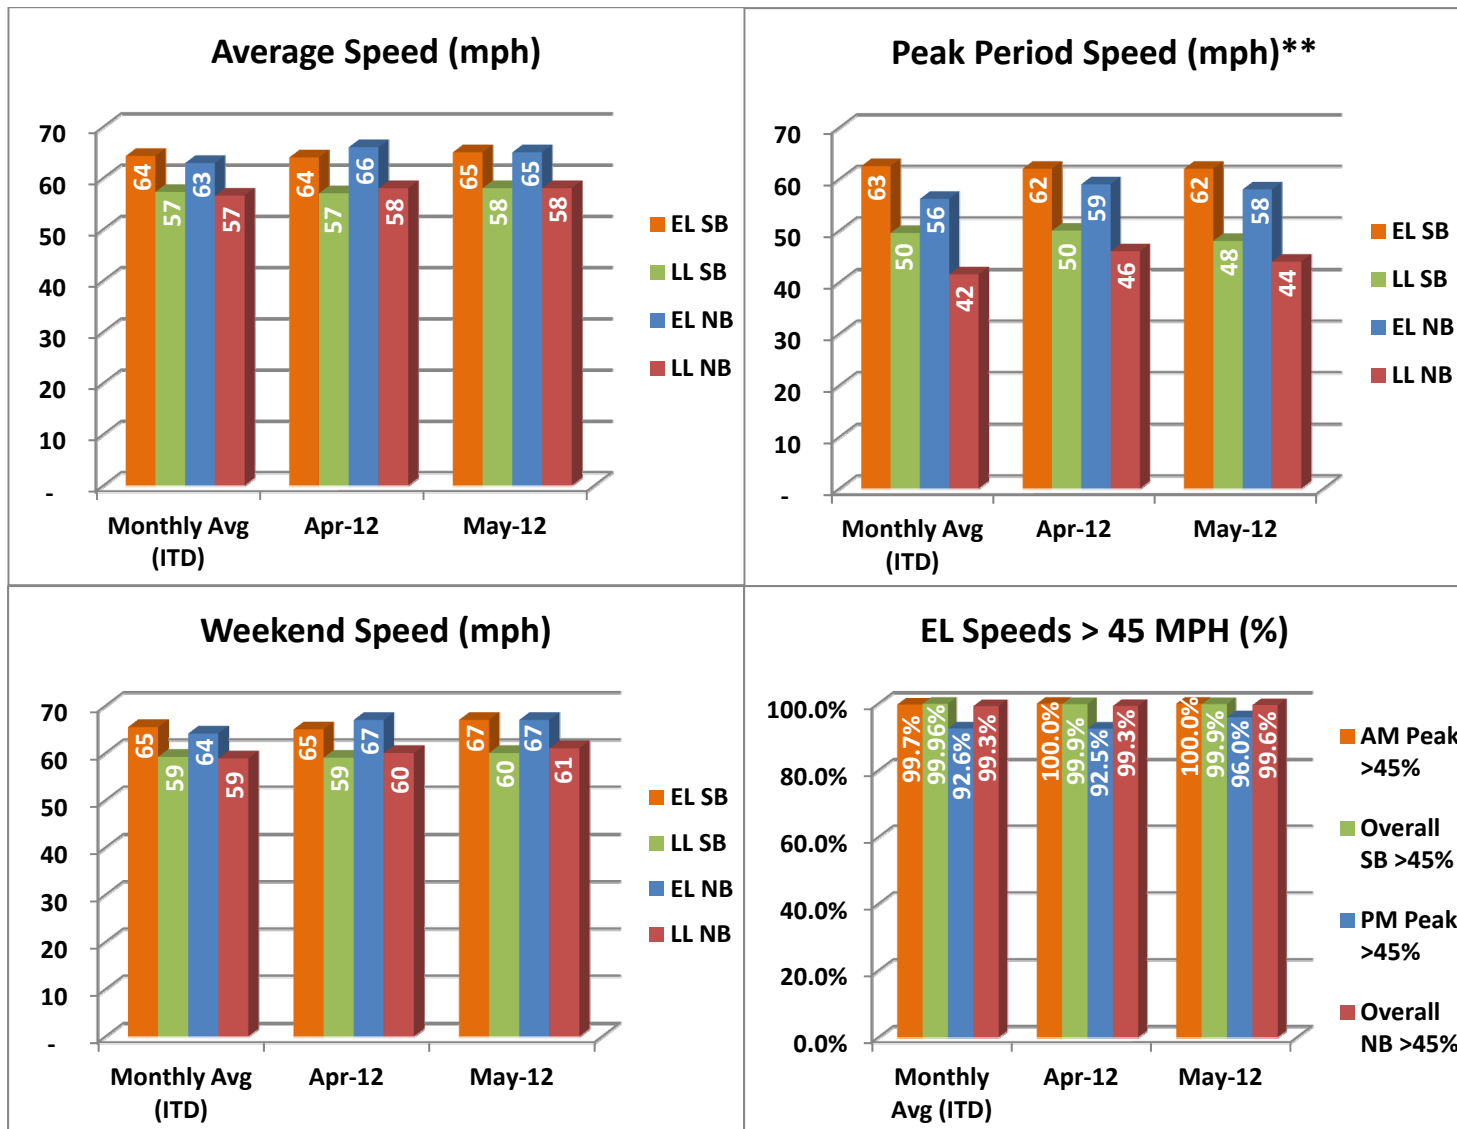 Average Speed (mph)
70
60
50
40
30
20
10
-
64
57
63
57
64
57
66
58
65
58
65
58
Monthly Avg
(ITD)
Apr-12
May-12
EL SB
LL SB
EL NB
LL NB
Peak Period Speed (mph)**
70
60
50
40
30
20
10
-
63
50
56
42
62
50
59
46
62
48
58
44
Monthly Avg
(ITD)
Apr-12
May-12
EL SB
LL SB
EL NB
LL NB
Weekend Speed (mph)
70
60
50
40
30
20
10
-
65
59
64
59
65
59
67
60
67
60
67
61
Monthly Avg
(ITD)
Apr-12
May-12
EL SB
LL SB
EL NB
LL NB
EL Speeds > 45 MPH (%)
100.0%
80.0%
60.0%
40.0%
20.0%
0.0%
99.7%
99.96%
92.6%
99.3%
100.0%
99.9%
92.5%
99.3%
100.0%
99.9%
96.0%
99.6%
Monthly
Avg (ITD)
Apr-12
May-12
AM Peak
>45%
Overall
SB >45%
PM Peak
>45%
Overall
NB >45%